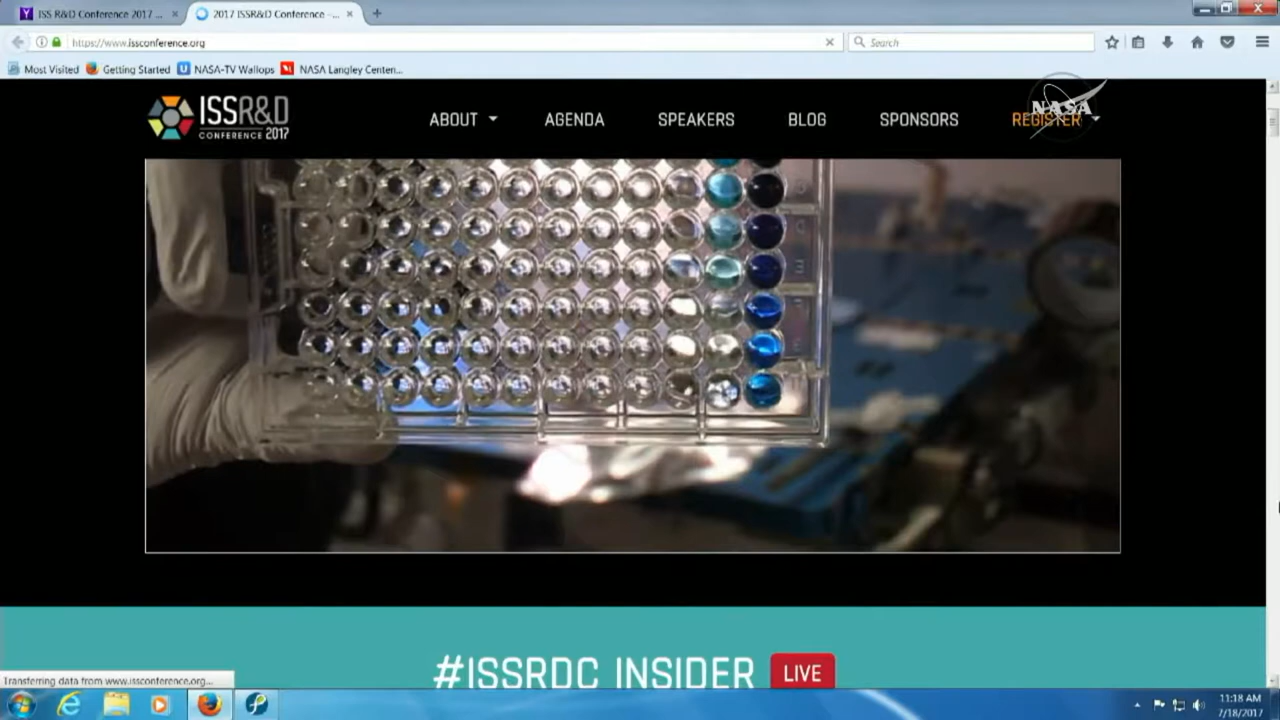 ISS R&D Conference 2017 ...
2017 ISSR&D Conference –...
https://www.issconference.org
Search
Most Visited
Getting Started
NASA-TV Wallops
NASA Langley Centen...
ISSR&D
CONFERENCE 2017
ABOUT
AGENDA
SPEAKERS
BLOG
SPONSORS
REGISTER
NASA
#ISSRDC INSIDER
LIVE
Transferring data from www.issconference.org...
11:18 AM
7/18/2017